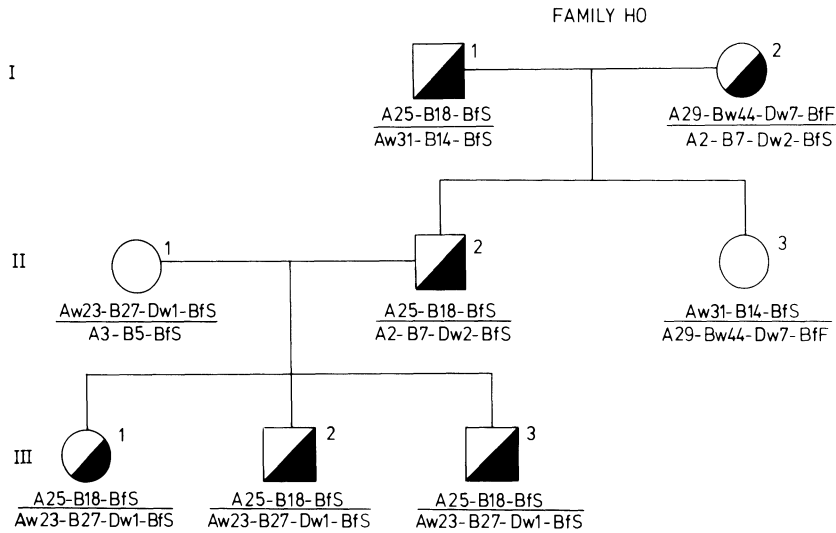 FAMILY HO
I
1
2
A25-B18-BfS
Aw31-B14-BfS
A29-Bw44-Dw7-BfF
A2-B7-Dw2-BfS
II
1
2
3
Aw23-B27-Dw1-BfS
A3-B5-BfS
A25-B18-BfS
A2-B7-Dw2-BfS
Aw31-B14-BfS
A29-Bw44-Dw7-BfF
III
1
2
3
A25-B18-BfS
Aw23-B27-Dw1-BfS
A25-B18-BfS
Aw23-B27-Dw1-BfS
A25-B18-BfS
Aw23-B27-Dw1-BfS